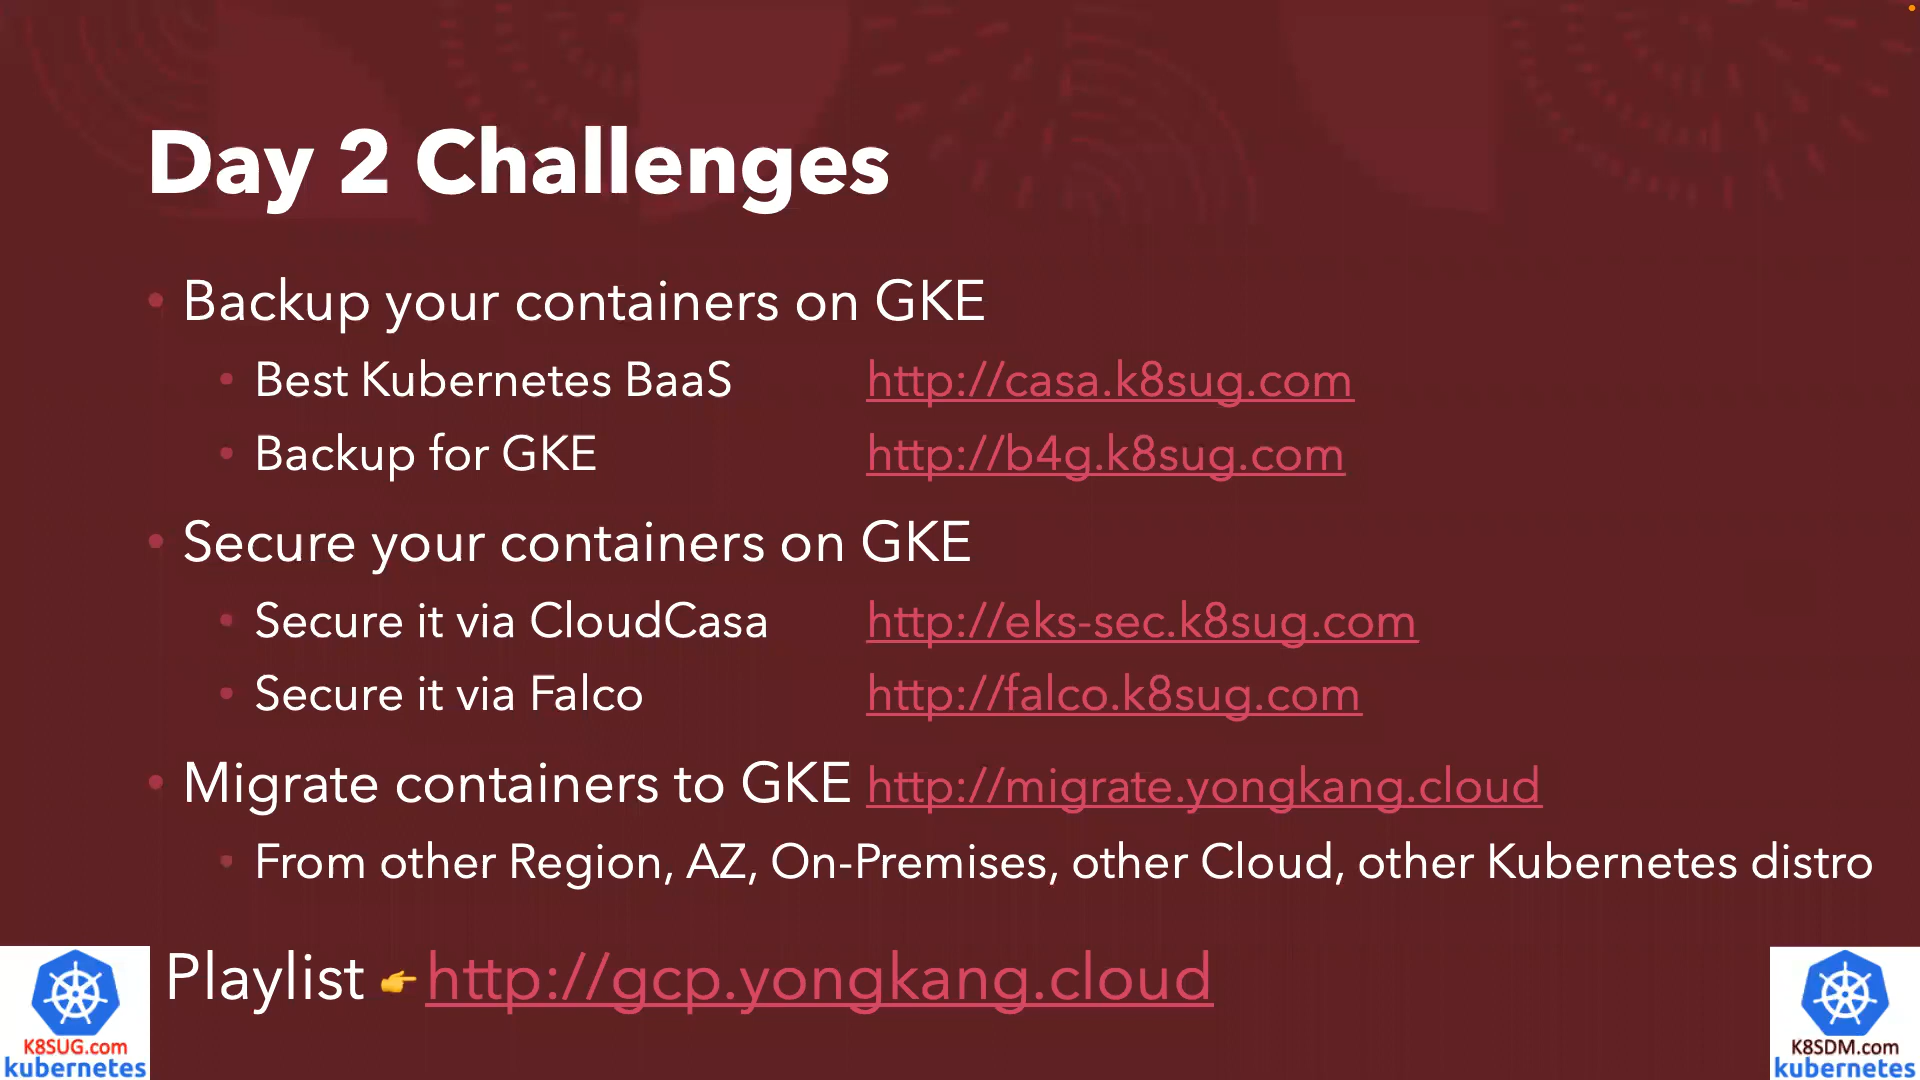 Day 2 Challenges
• Backup your containers on GKE
• Best Kubernetes BaaS http://casa.k8sug.com
• Backup for GKE http://b4g.k8sug.com
• Secure your containers on GKE
• Secure it via CloudCasa http://eks-sec.k8sug.com
• Secure it via Falco http://falco.k8sug.com
• Migrate containers to GKE http://migrate.yongkang.cloud
• From other Region, AZ, On-Premises, other Cloud, other Kubernetes distro
Playlist 👉 http://gcp.yongkang.cloud
K8SUG.com
kubernetes
K8SDM.com
kubernetes